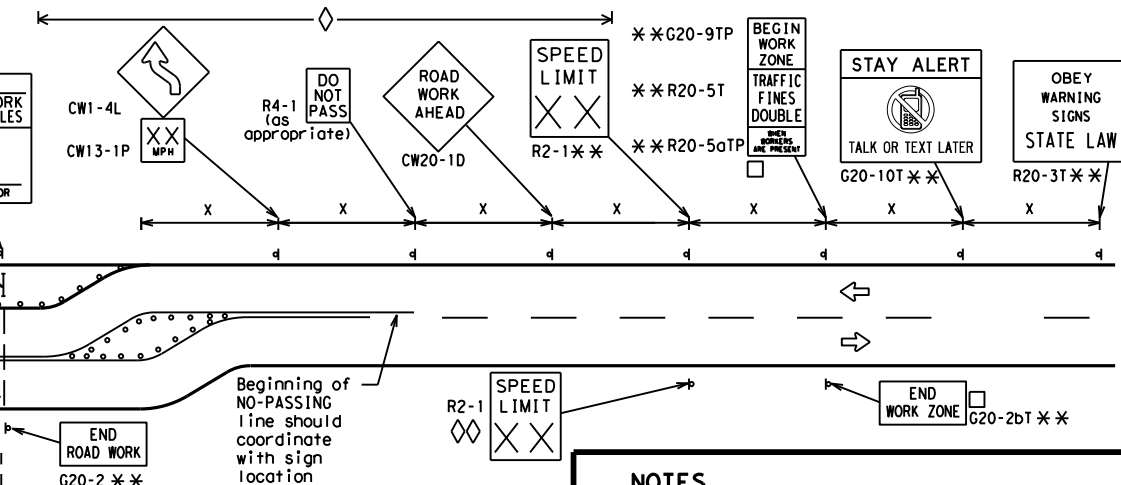 ORK
LES
OR
CW1-4L
CW13-1P
X X
MPH
R4-1
(as
appropriate)
DO
NOT
PASS
ROAD
WORK
AHEAD
CW20-1D
SPEED
LIMIT
X X
R2-1**
**G20-9TP
**R20-5T
**R20-5aTP
BEGIN
WORK
ZONE
TRAFFIC
FINES
DOUBLE
WHEN
WORKERS
ARE PRESENT
STAY ALERT
TALK OR TEXT LATER
G20-10T **
OBEY
WARNING
SIGNS
STATE LAW
R20-3T **
X X X X X X X
Beginning of
NO-PASSING
line should
coordinate
with sign
location
R2-1
SPEED
LIMIT
X X
END
WORK ZONE
G20-2bT **
END
ROAD WORK
G20-2 **
NOTES